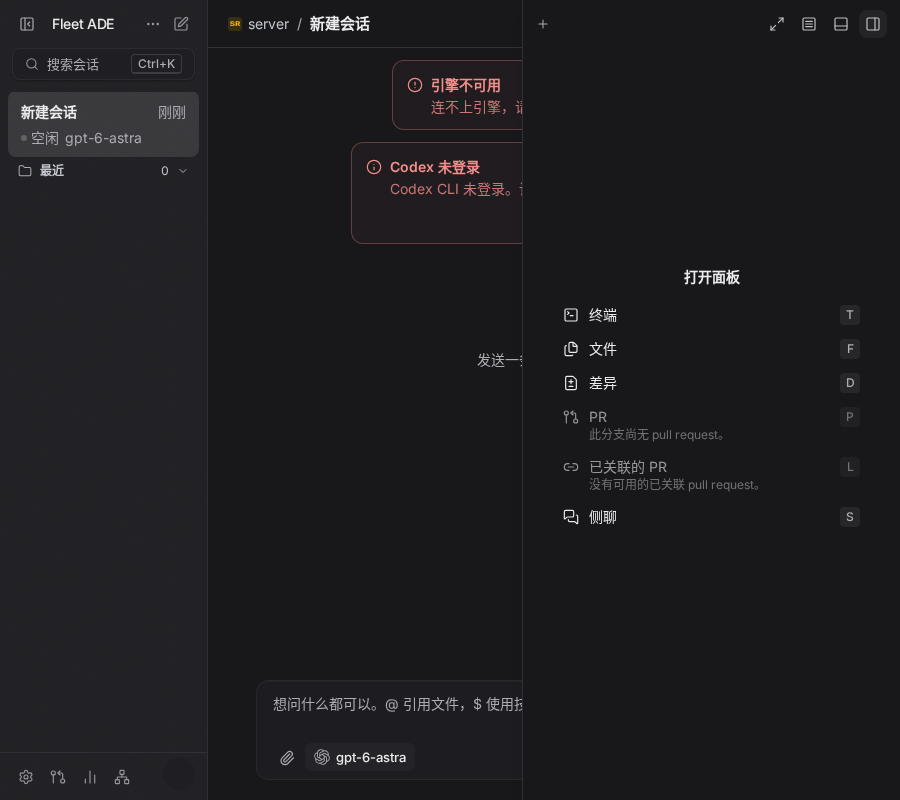 Fleet ADE
搜索会话
Ctrl+K
新建会话
刚刚
空闲 gpt-6-astra
最近
0
SR server / 新建会话
引擎不可用
连不上引擎，
Codex 未登录
Codex CLI 未登录。
发送一
想问什么都可以。@ 引用文件，$ 使用
gpt-6-astra
打开面板
终端
T
文件
F
差异
D
PR
P
此分支尚无 pull request。
已关联的 PR
L
没有可用的已关联 pull request。
侧聊
S